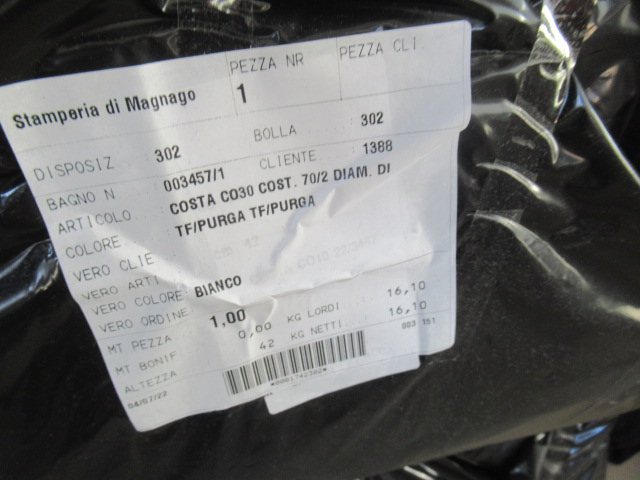 Stamperia di Magnago
PEZZA NR
PEZZA CLI.
1
DISPOSIZ 302 BOLLA 302
BAGNO N 003457/1 CLIENTE 1388
ARTICOLO COSTA CO30 COST. 70/2 DIAM. DI
COLORE TF/PURGA TF/PURGA
VERO CLIE
VERO ARTI
VERO COLORE BIANCO
VERO ORDINE
MT PEZZA 1,00
MT BONIF 0,00 KG LORDI 16,10
ALTEZZA 42 KG NETTI 16,10
04/07/22
003 151
*0001742302*